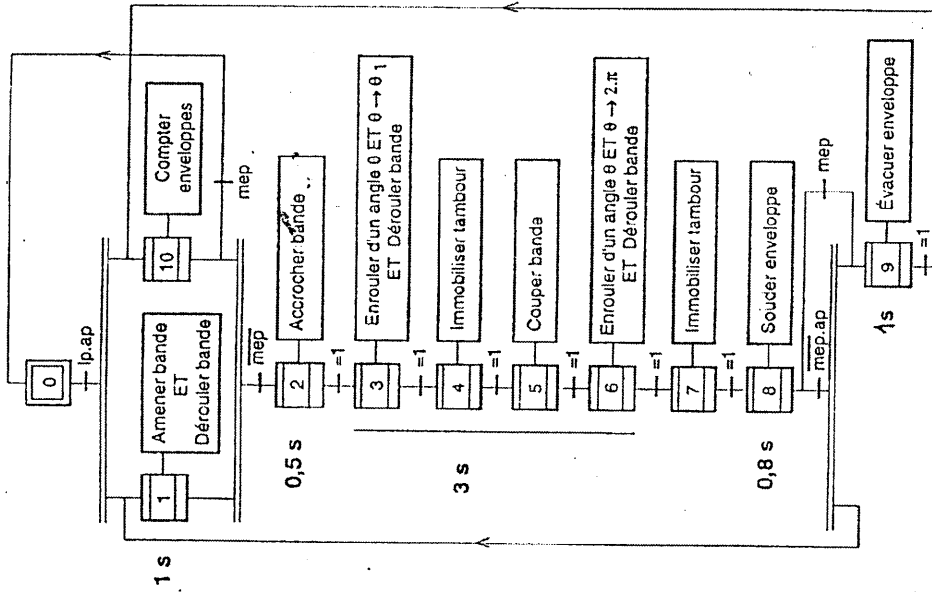 0
lp.ap
1 s
1
Amener bande
ET
Dérouler bande
10
Compter
enveloppes
mep
mep
0,5 s
2
Accrocher bande
=1
3
Enrouler d'un angle θ ET θ → θ1
ET Dérouler bande
=1
3 s
4
Immobiliser tambour
=1
5
Couper bande
=1
6
Enrouler d'un angle θ ET θ → 2.π
ET Dérouler bande
=1
7
Immobiliser tambour
=1
0,8 s
8
Souder enveloppe
mep.ap
mep
9
Évacuer enveloppe
1s
=1